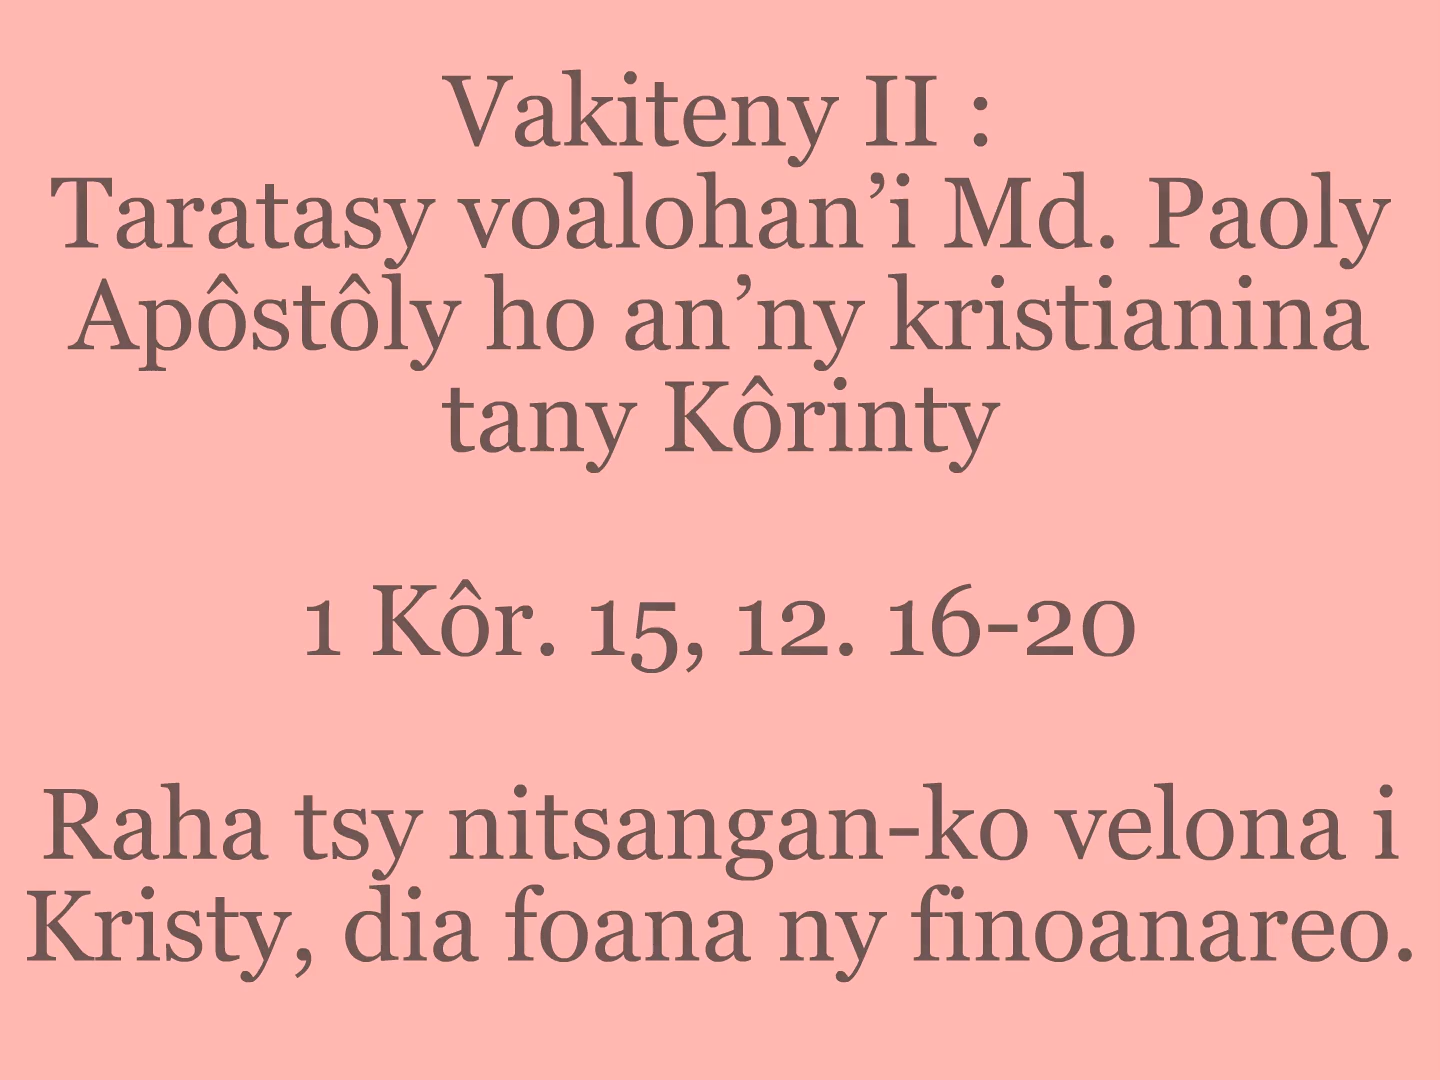 Vakiteny II :
Taratasy voalohan’i Md. Paoly
Apôstôly ho an’ny kristianina
tany Kôrinty
1 Kôr. 15, 12. 16-20
Raha tsy nitsangan-ko velona i
Kristy, dia foana ny finoanareo.